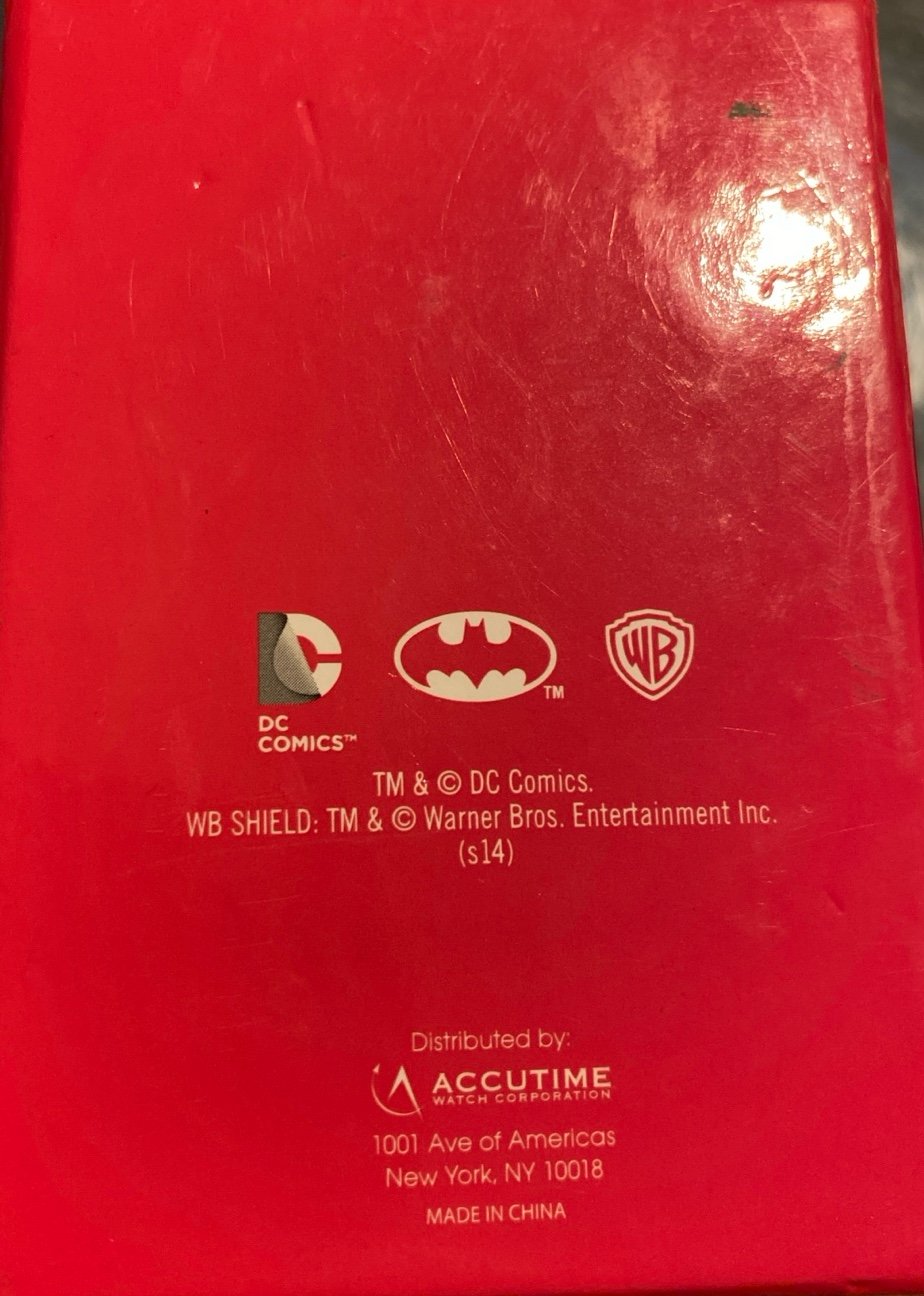 DC
TM
WB
DC
COMICS™
TM & © DC Comics.
WB SHIELD: TM & © Warner Bros. Entertainment Inc.
(s14)
Distributed by:
ACCUTIME
WATCH CORPORATION
1001 Ave of Americas
New York, NY 10018
MADE IN CHINA